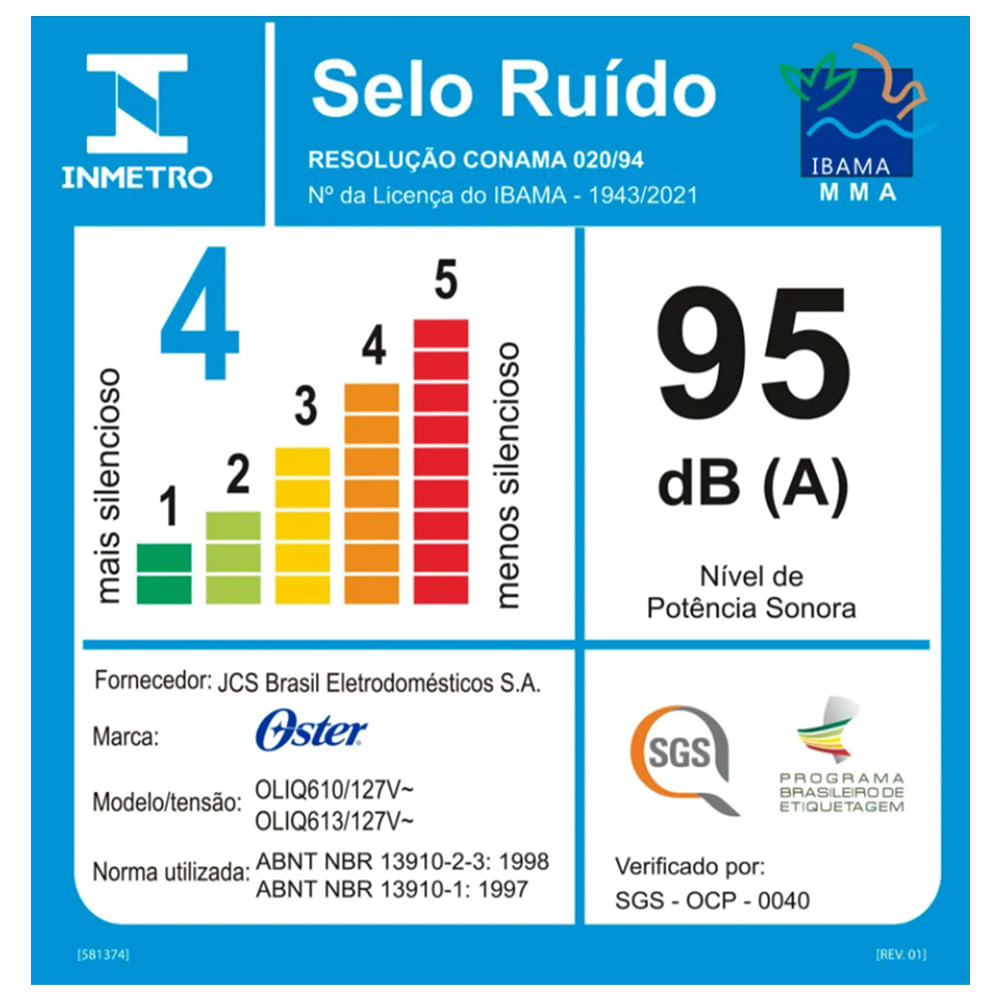 INMETRO
Selo Ruído
RESOLUÇÃO CONAMA 020/94
Nº da Licença do IBAMA - 1943/2021
IBAMA
MMA
4
mais silencioso
1
2
3
4
5
menos silencioso
95
dB (A)
Nível de
Potência Sonora
Fornecedor: JCS Brasil Eletrodomésticos S.A.
Marca: Oster
Modelo/tensão: OLIQ610/127V~
OLIQ613/127V~
Norma utilizada: ABNT NBR 13910-2-3: 1998
ABNT NBR 13910-1: 1997
SGS
PROGRAMA
BRASILEIRO DE
ETIQUETAGEM
Verificado por:
SGS - OCP - 0040
[581374]
[REV. 01]